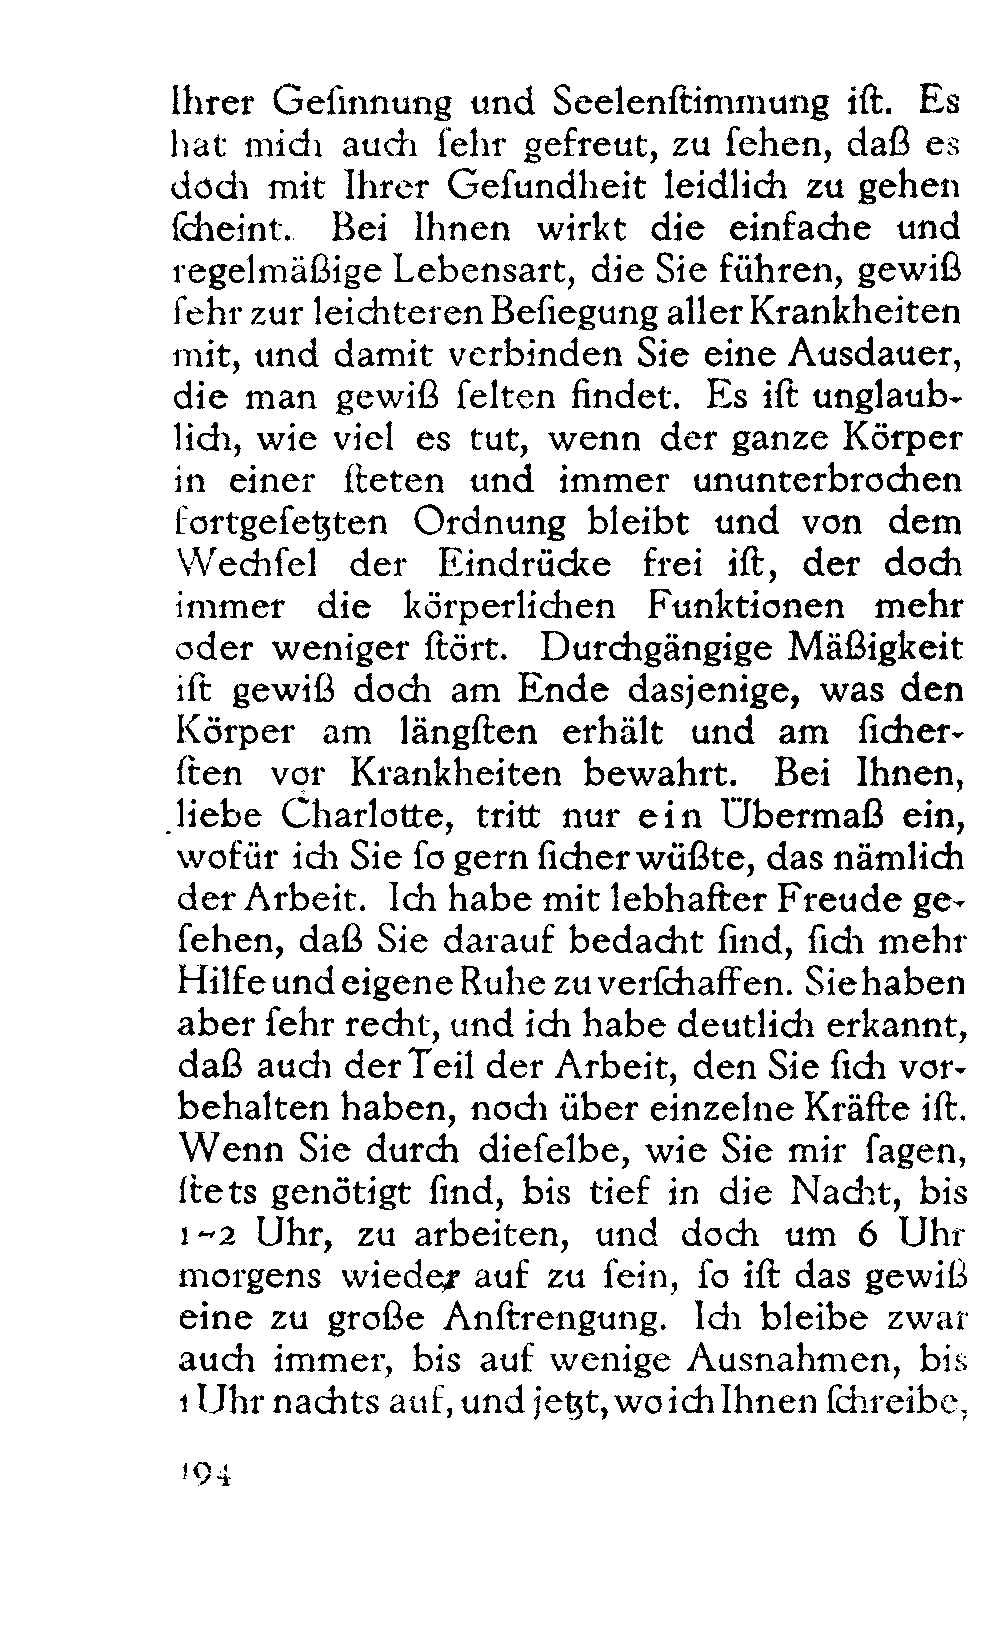 Ihrer Geſinnung und Seelenſtimmung iſt. Es
hat mich auch ſehr gefreut, zu ſehen, daß es
doch mit Ihrer Geſundheit leidlich zu gehen
ſcheint. Bei Ihnen wirkt die einfache und
regelmäßige Lebensart, die Sie führen, gewiß
ſehr zur leichteren Beſiegung aller Krankheiten
mit, und damit verbinden Sie eine Ausdauer,
die man gewiß ſelten findet. Es iſt unglaub-
lich, wie viel es tut, wenn der ganze Körper
in einer ſteten und immer ununterbrochen
fortgeſetzten Ordnung bleibt und von dem
Wechſel der Eindrücke frei iſt, der doch
immer die körperlichen Funktionen mehr
oder weniger ſtört. Durchgängige Mäßigkeit
iſt gewiß doch am Ende dasjenige, was den
Körper am längſten erhält und am ſicher-
ſten vor Krankheiten bewahrt. Bei Ihnen,
liebe Charlotte, tritt nur ein Übermaß ein,
wofür ich Sie ſo gern ſicher wüßte, das nämlich
der Arbeit. Ich habe mit lebhafter Freude ge-
ſehen, daß Sie darauf bedacht ſind, ſich mehr
Hilfe und eigene Ruhe zu verſchaffen. Sie haben
aber ſehr recht, und ich habe deutlich erkannt,
daß auch der Teil der Arbeit, den Sie ſich vor-
behalten haben, noch über einzelne Kräfte iſt.
Wenn Sie durch dieſelbe, wie Sie mir ſagen,
ſtets genötigt ſind, bis tief in die Nacht, bis
1-2 Uhr, zu arbeiten, und doch um 6 Uhr
morgens wieder auf zu ſein, ſo iſt das gewiß
eine zu große Anſtrengung. Ich bleibe zwar
auch immer, bis auf wenige Ausnahmen, bis
1 Uhr nachts auf, und jetzt, wo ich Ihnen ſchreibe,
194